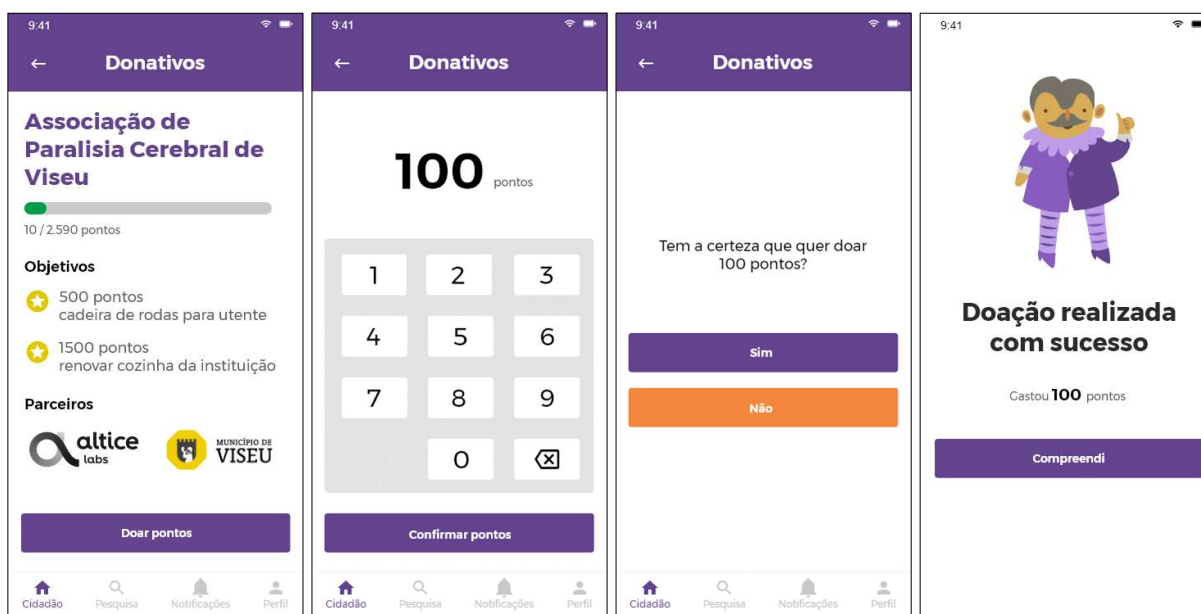 9:41
Donativos
Associação de
Paralisia Cerebral de
Viseu
10 / 2.590 pontos
Objetivos
500 pontos
cadeira de rodas para utente
1500 pontos
renovar cozinha da instituição
Parceiros
altice
labs
MUNICÍPIO DE
VISEU
Doar pontos
Cidadão Pesquisa Notificações Perfil
9:41
Donativos
100 pontos
1 2 3
4 5 6
7 8 9
0
Confirmar pontos
Cidadão Pesquisa Notificações Perfil
9:41
Donativos
Tem a certeza que quer doar
100 pontos?
Sim
Não
Cidadão Pesquisa Notificações Perfil
9:41
Doação realizada
com sucesso
Gastou 100 pontos
Compreendi